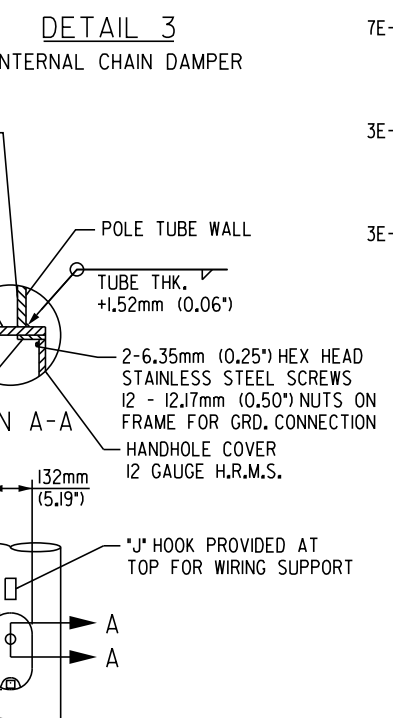 DETAIL 3
NTERNAL CHAIN DAMPER
7E-
3E-
3E-
POLE TUBE WALL
TUBE THK.
+1.52mm (0.06")
2-6.35mm (0.25") HEX HEAD
STAINLESS STEEL SCREWS
12 - 12.17mm (0.50") NUTS ON
FRAME FOR GRD. CONNECTION
N A-A
HANDHOLE COVER
12 GAUGE H.R.M.S.
132mm
(5.19")
"J" HOOK PROVIDED AT
TOP FOR WIRING SUPPORT
A
A